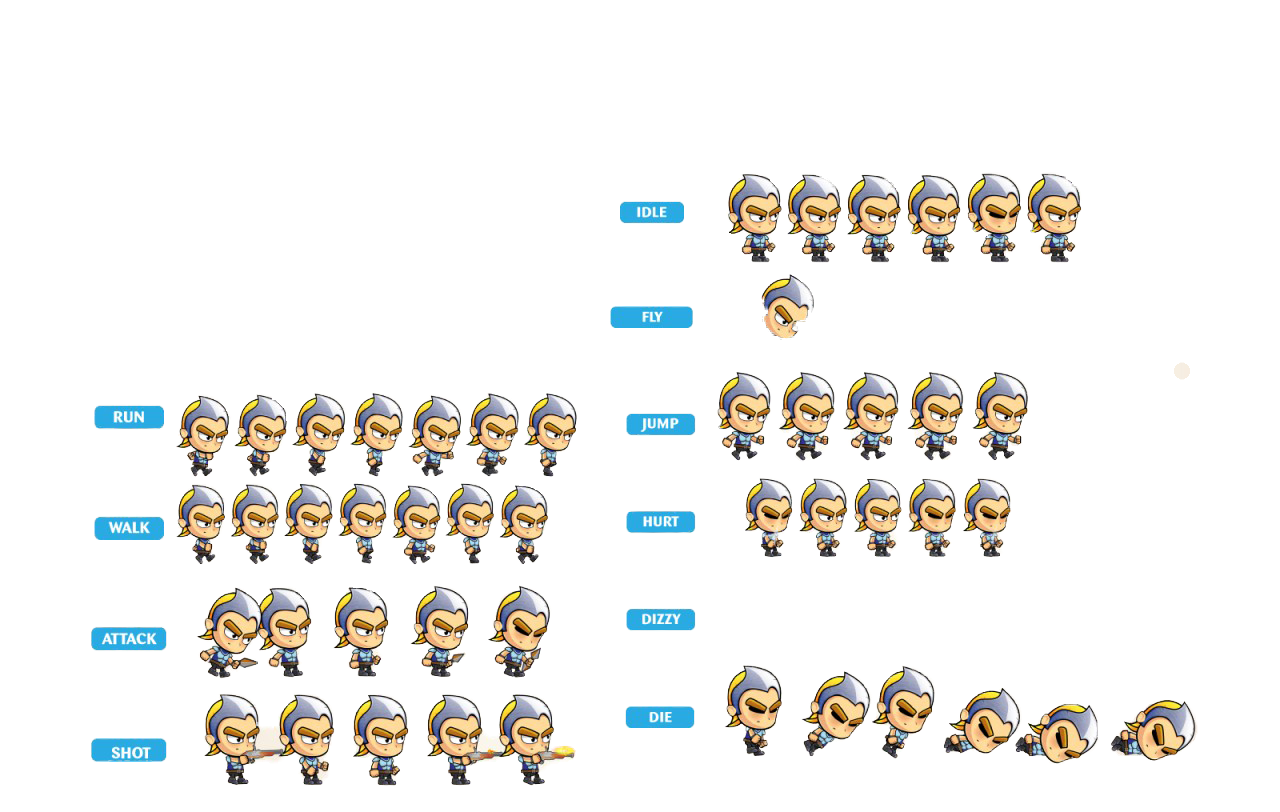 IDLE
FLY
RUN
JUMP
WALK
HURT
ATTACK
DIZZY
SHOT
DIE